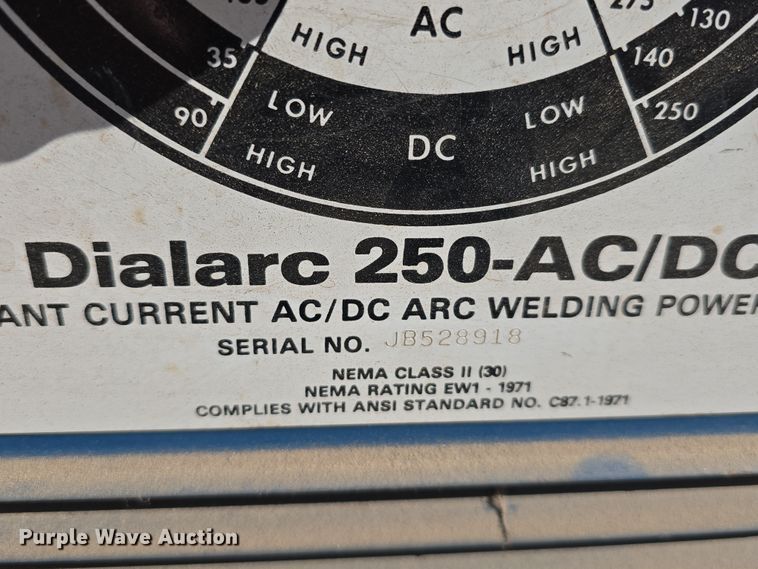 275 130
AC
HIGH HIGH
35 140
90 LOW LOW 250
DC
HIGH HIGH
Dialarc 250-AC/DC
ANT CURRENT AC/DC ARC WELDING POWER
SERIAL NO. JB528918
NEMA CLASS II (30)
NEMA RATING EW1 - 1971
COMPLIES WITH ANSI STANDARD NO. C87.1-1971
Purple Wave Auction